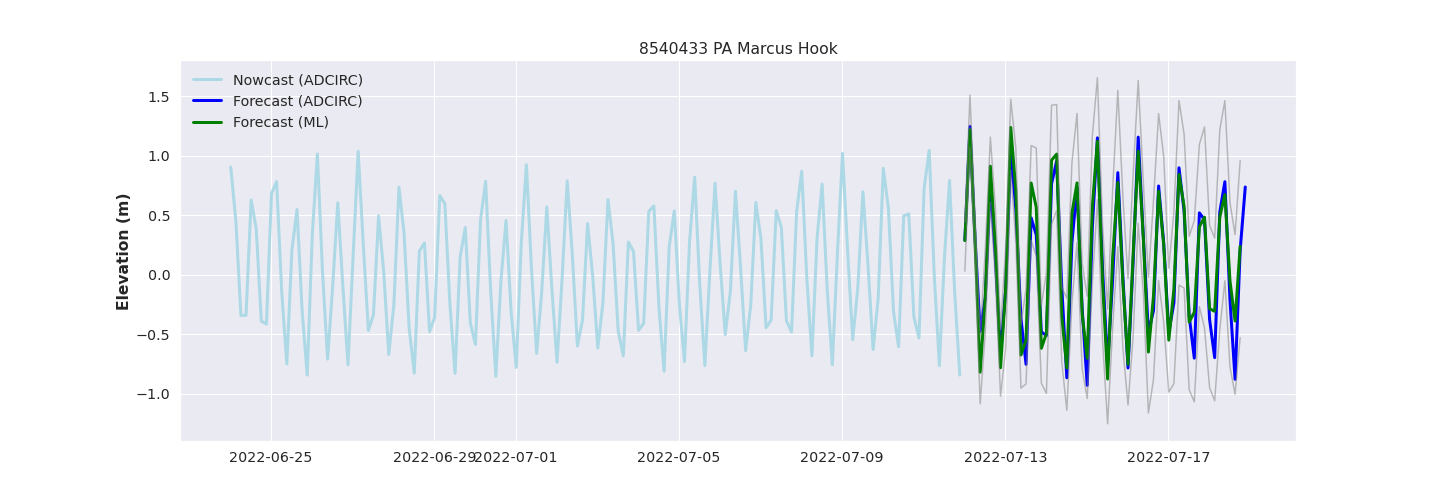 8540433 PA Marcus Hook
Nowcast (ADCIRC)
Forecast (ADCIRC)
Forecast (ML)
Elevation (m)
1.5
1.0
0.5
0.0
−0.5
−1.0
2022-06-25
2022-06-29
2022-07-01
2022-07-05
2022-07-09
2022-07-13
2022-07-17